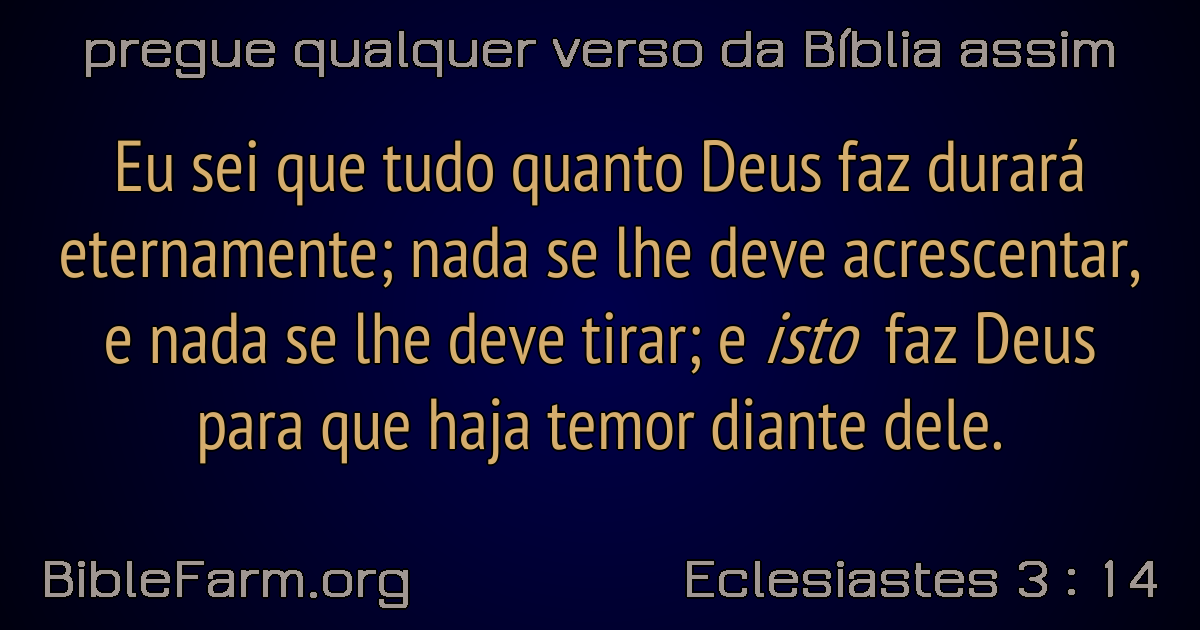 pregue qualquer verso da Bíblia assim
Eu sei que tudo quanto Deus faz durará
eternamente; nada se lhe deve acrescentar,
e nada se lhe deve tirar; e isto faz Deus
para que haja temor diante dele.
BibleFarm.org
Eclesiastes 3 : 14